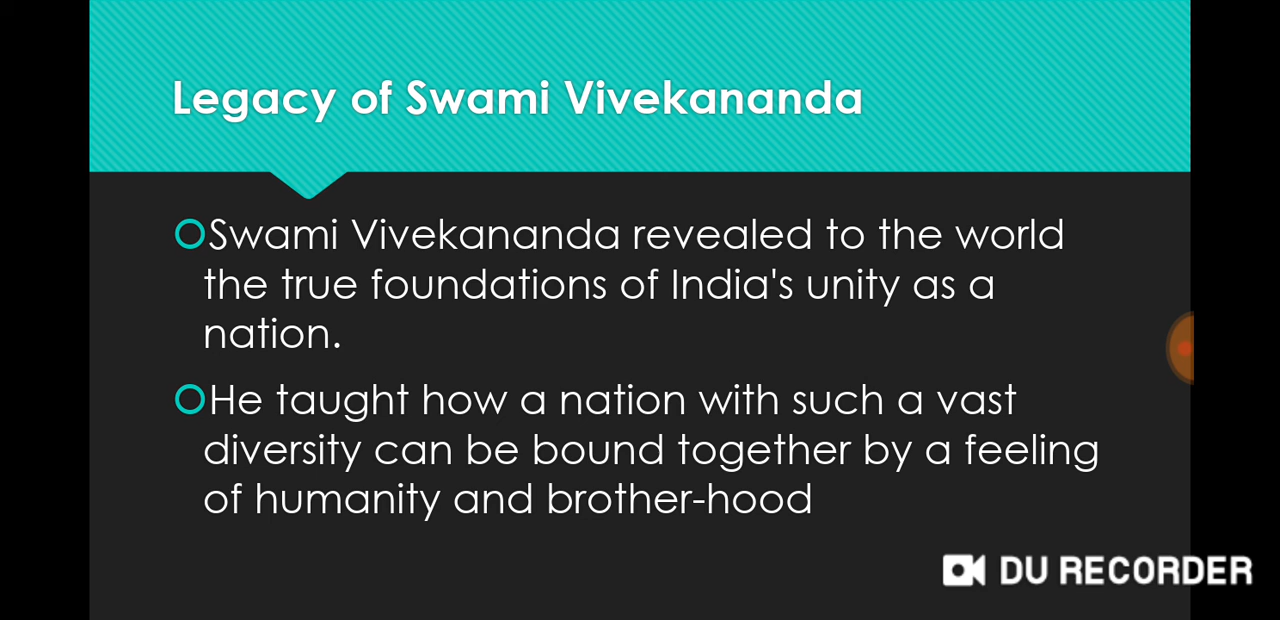 Legacy of Swami Vivekananda
Swami Vivekananda revealed to the world
the true foundations of India's unity as a
nation.
He taught how a nation with such a vast
diversity can be bound together by a feeling
of humanity and brother-hood
DU RECORDER